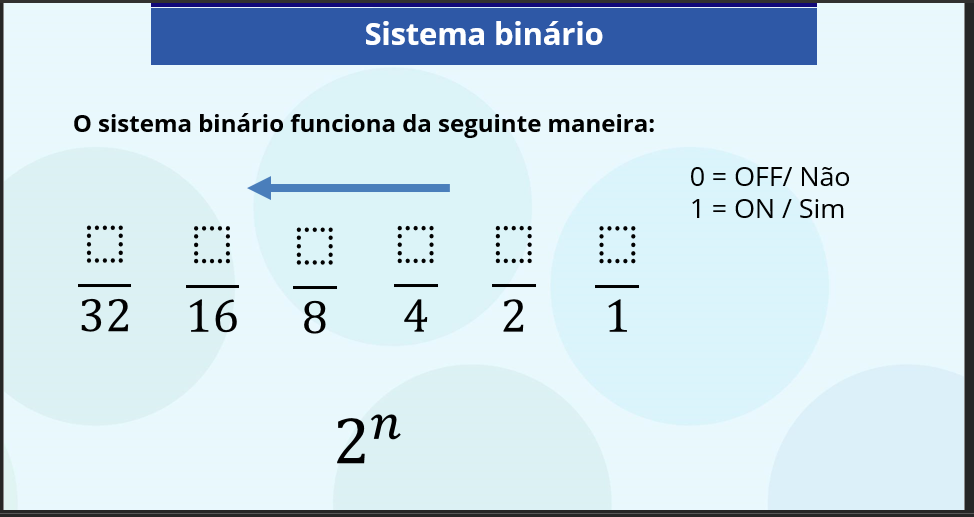 Sistema binário
O sistema binário funciona da seguinte maneira:
0 = OFF/ Não
1 = ON / Sim
32 16 8 4 2 1
2ⁿ